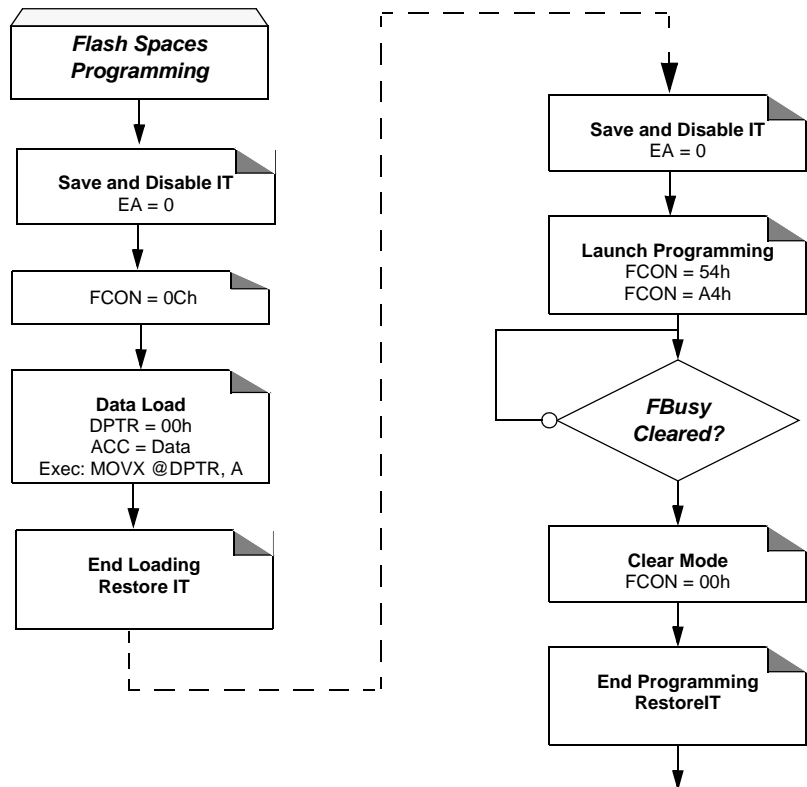 Flash Spaces
Programming
Save and Disable IT
EA = 0
FCON = 0Ch
Data Load
DPTR = 00h
ACC = Data
Exec: MOVX @DPTR, A
End Loading
Restore IT
Save and Disable IT
EA = 0
Launch Programming
FCON = 54h
FCON = A4h
FBusy
Cleared?
Clear Mode
FCON = 00h
End Programming
RestoreIT